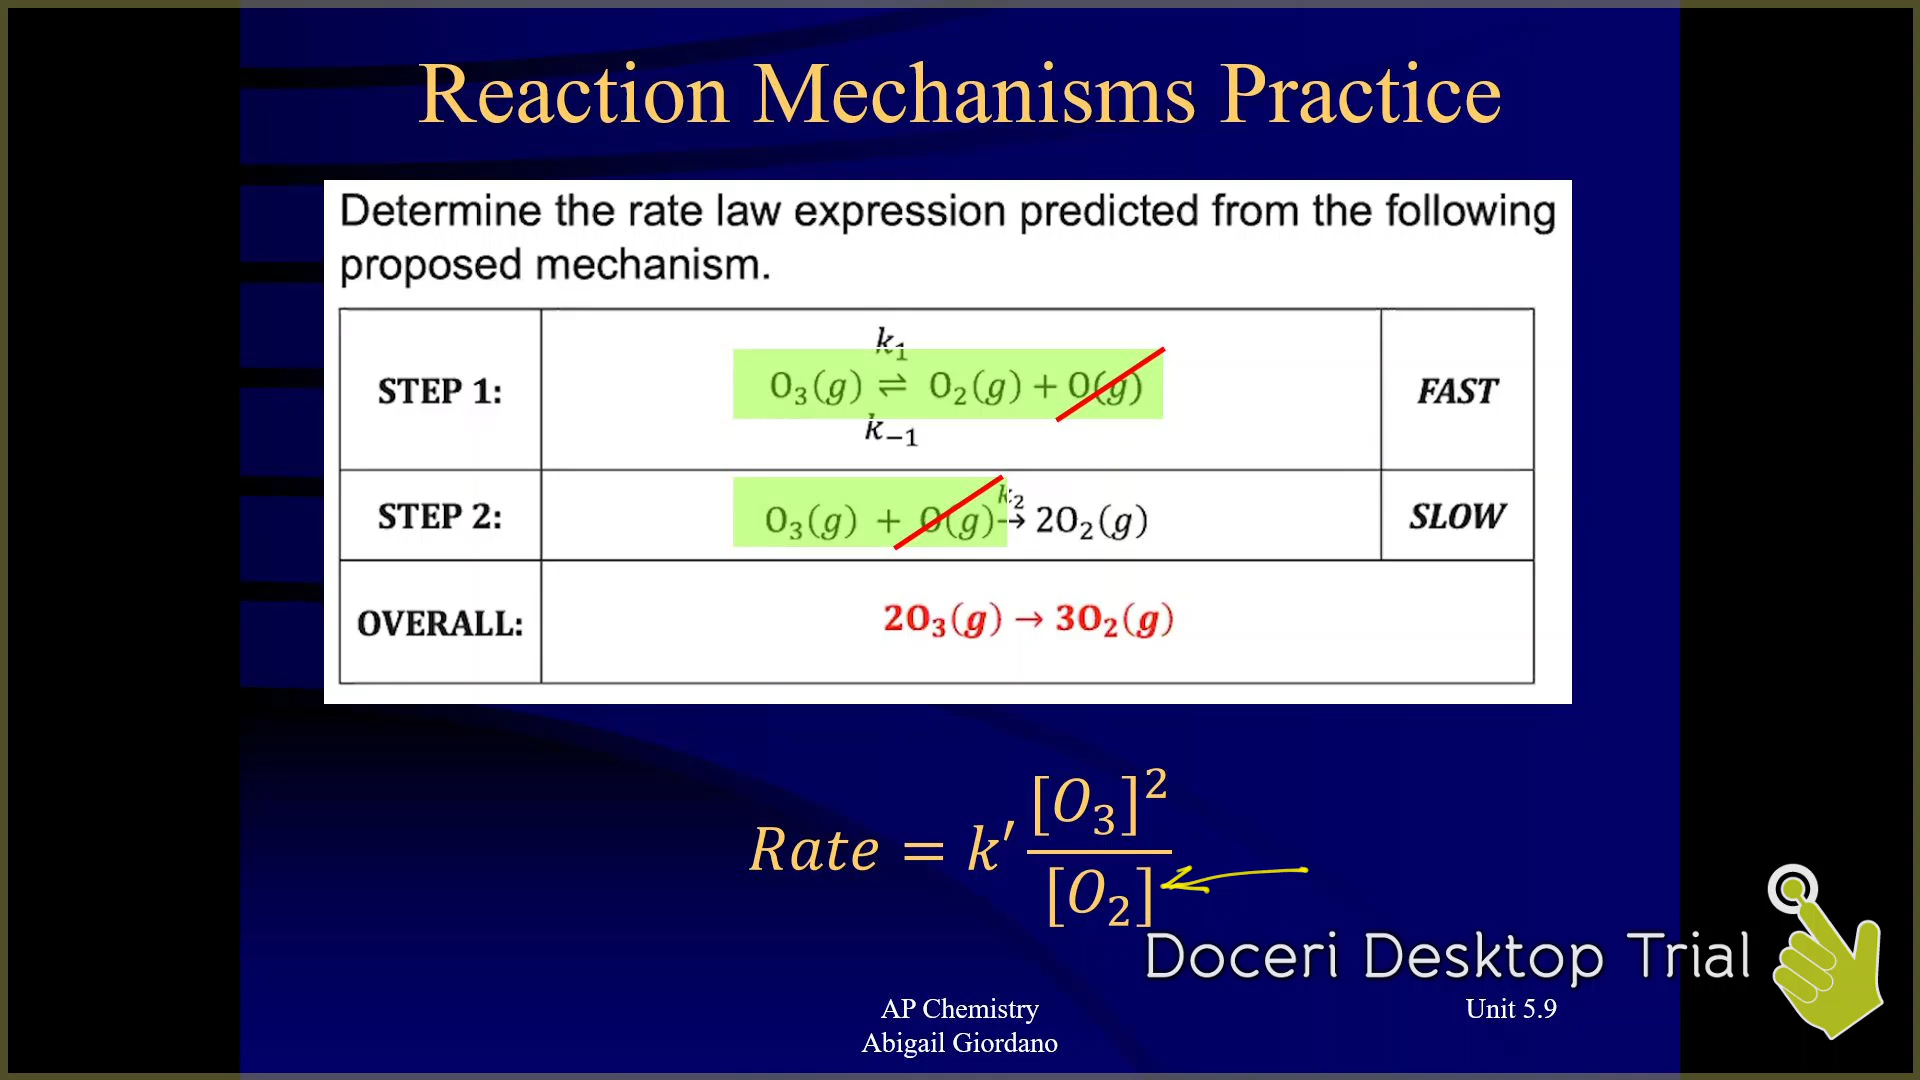 Reaction Mechanisms Practice
Determine the rate law expression predicted from the following
proposed mechanism.
k₁
STEP 1: O₃(g) ⇌ O₂(g) + O(g) FAST
k₋₁
k₂
STEP 2: O₃(g) + O(g) → 2O₂(g) SLOW
OVERALL: 2O₃(g) → 3O₂(g)
Rate = k′ [O₃]² / [O₂]
Doceri Desktop Trial
AP Chemistry Unit 5.9
Abigail Giordano